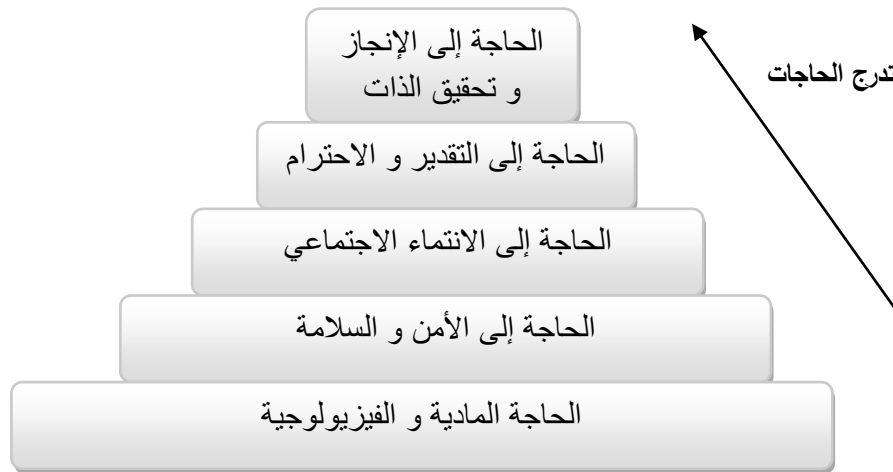 الحاجة إلى الإنجاز
و تحقيق الذات
تدرج الحاجات
الحاجة إلى التقدير و الاحترام
الحاجة إلى الانتماء الاجتماعي
الحاجة إلى الأمن و السلامة
الحاجة المادية و الفيزيولوجية